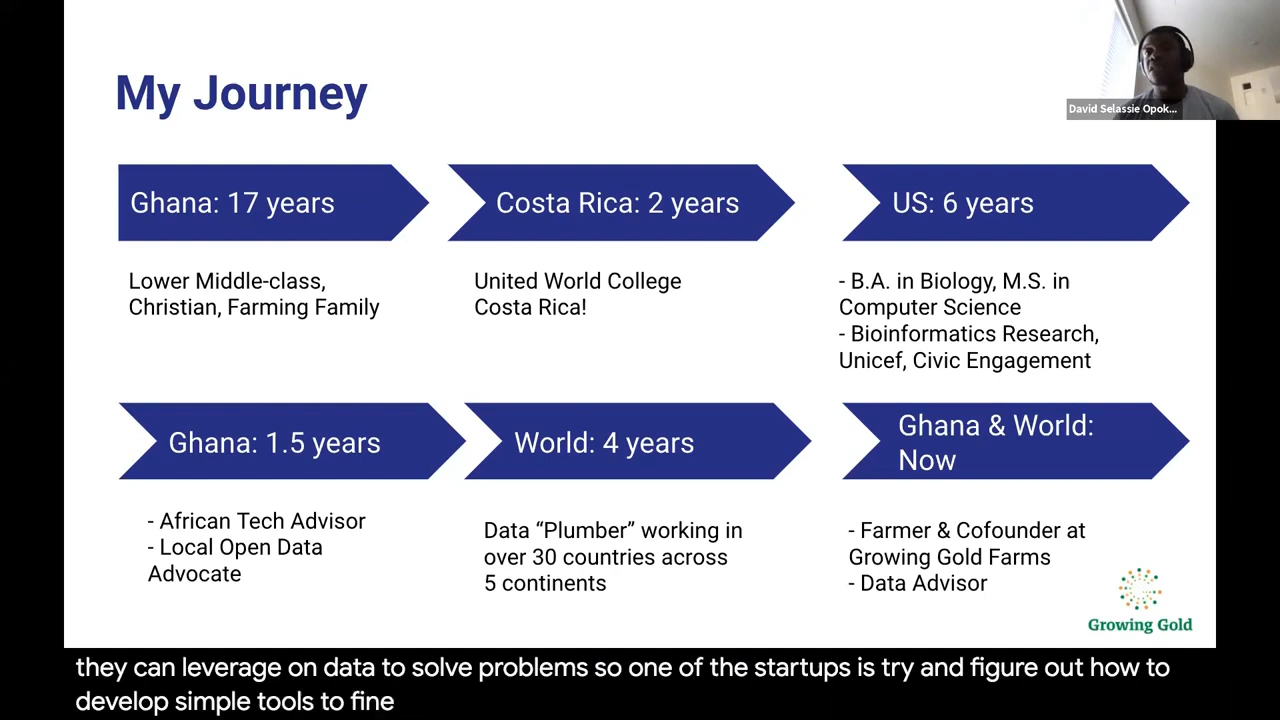 My Journey
David Selassie Opok...
Ghana: 17 years
Costa Rica: 2 years
US: 6 years
Lower Middle-class,
Christian, Farming Family
United World College
Costa Rica!
- B.A. in Biology, M.S. in
Computer Science
- Bioinformatics Research,
Unicef, Civic Engagement
Ghana: 1.5 years
World: 4 years
Ghana & World:
Now
- African Tech Advisor
- Local Open Data
Advocate
Data “Plumber” working in
over 30 countries across
5 continents
- Farmer & Cofounder at
Growing Gold Farms
- Data Advisor
Growing Gold
they can leverage on data to solve problems so one of the startups is try and figure out how to
develop simple tools to fine